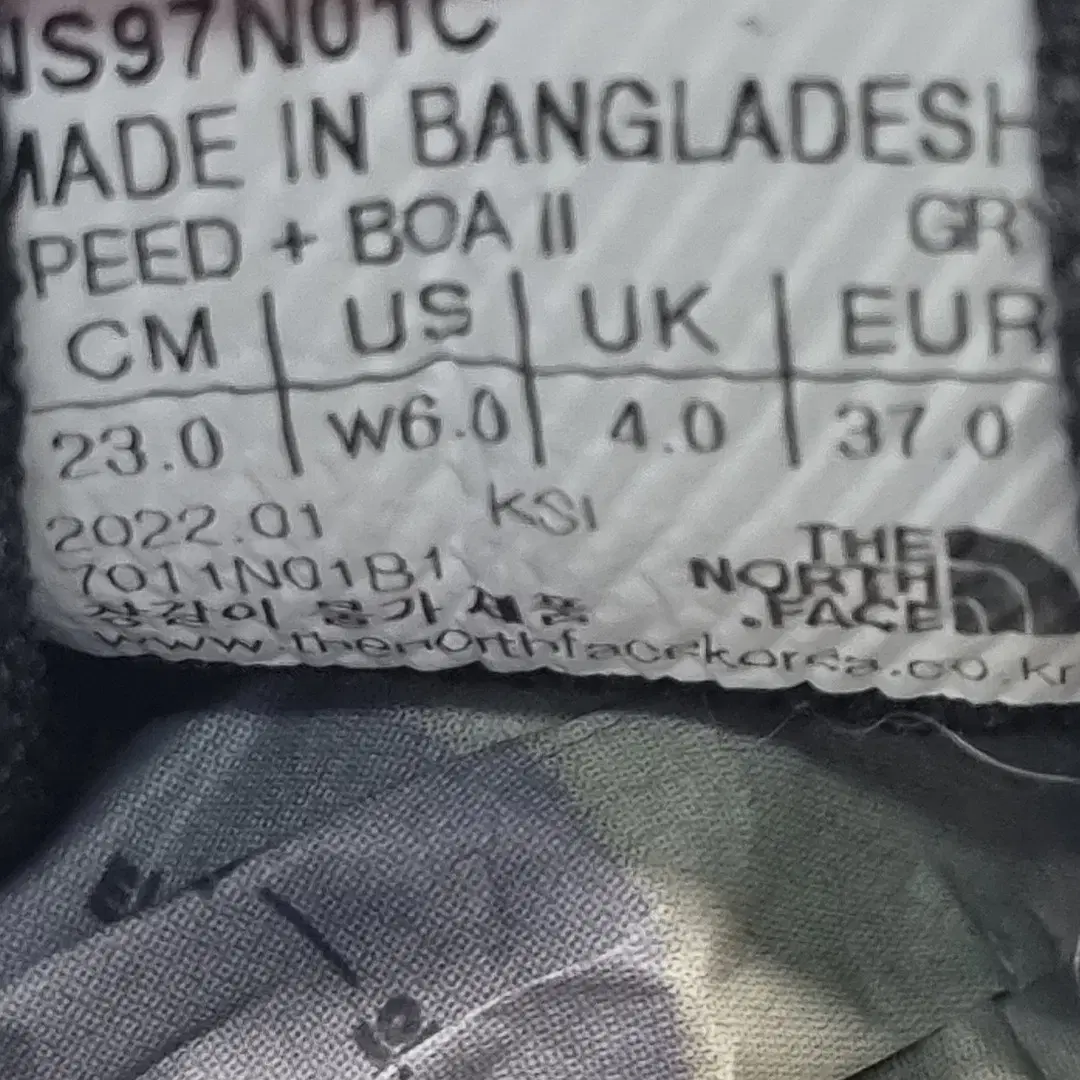 NS97N01C
MADE IN BANGLADESH
SPEED + BOA II GRY
CM US UK EUR
23.0 W6.0 4.0 37.0
2022.01 KSI
7011N01B1
THE
NORTH
FACE
www.thenorthfacekorea.co.kr